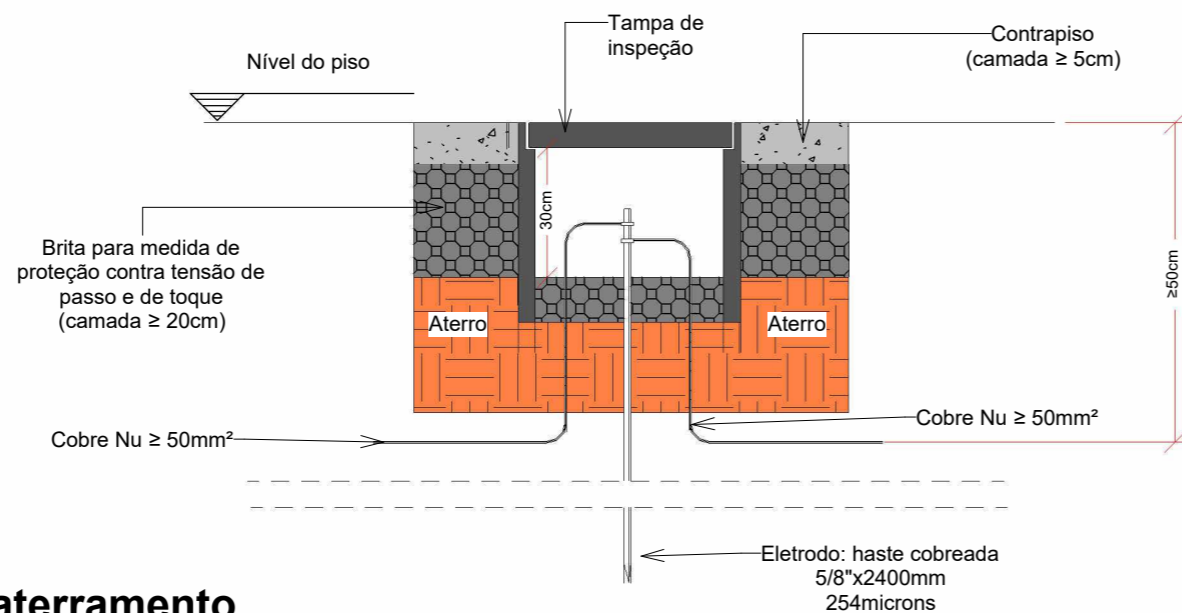 Tampa de
inspeção
Contrapiso
(camada ≥ 5cm)
Nível do piso
30cm
≥50cm
Brita para medida de
proteção contra tensão de
passo e de toque
(camada ≥ 20cm)
Aterro
Aterro
Cobre Nu ≥ 50mm²
Cobre Nu ≥ 50mm²
Eletrodo: haste cobreada
5/8"x2400mm
254microns
aterramento